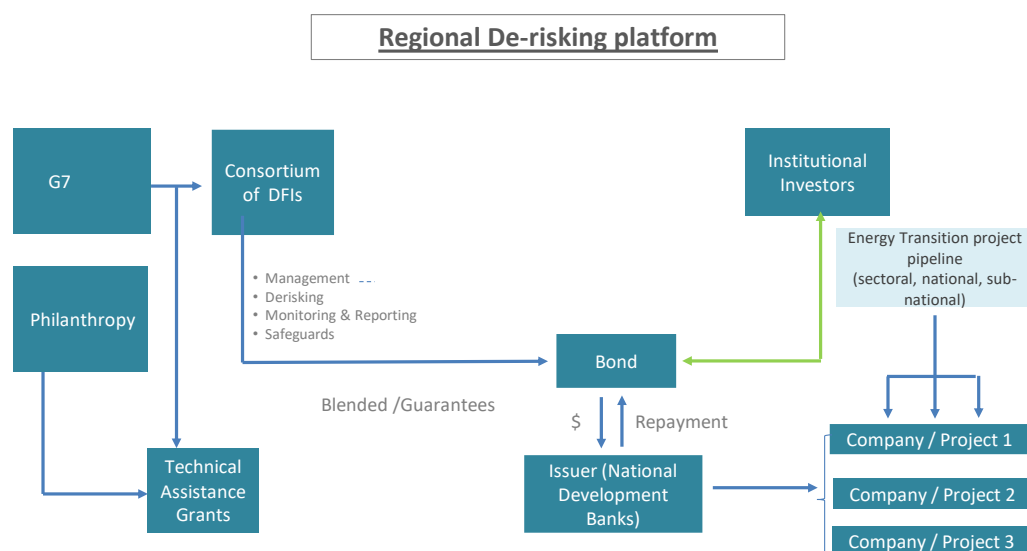 Regional De-risking platform
G7
Consortium
of DFIs
Institutional
Investors
Energy Transition project
pipeline
(sectoral, national, sub-
national)
• Management
• Derisking
• Monitoring & Reporting
• Safeguards
Philanthropy
Bond
Blended /Guarantees
$
Repayment
Technical
Assistance
Grants
Issuer (National
Development
Banks)
Company / Project 1
Company / Project 2
Company / Project 3